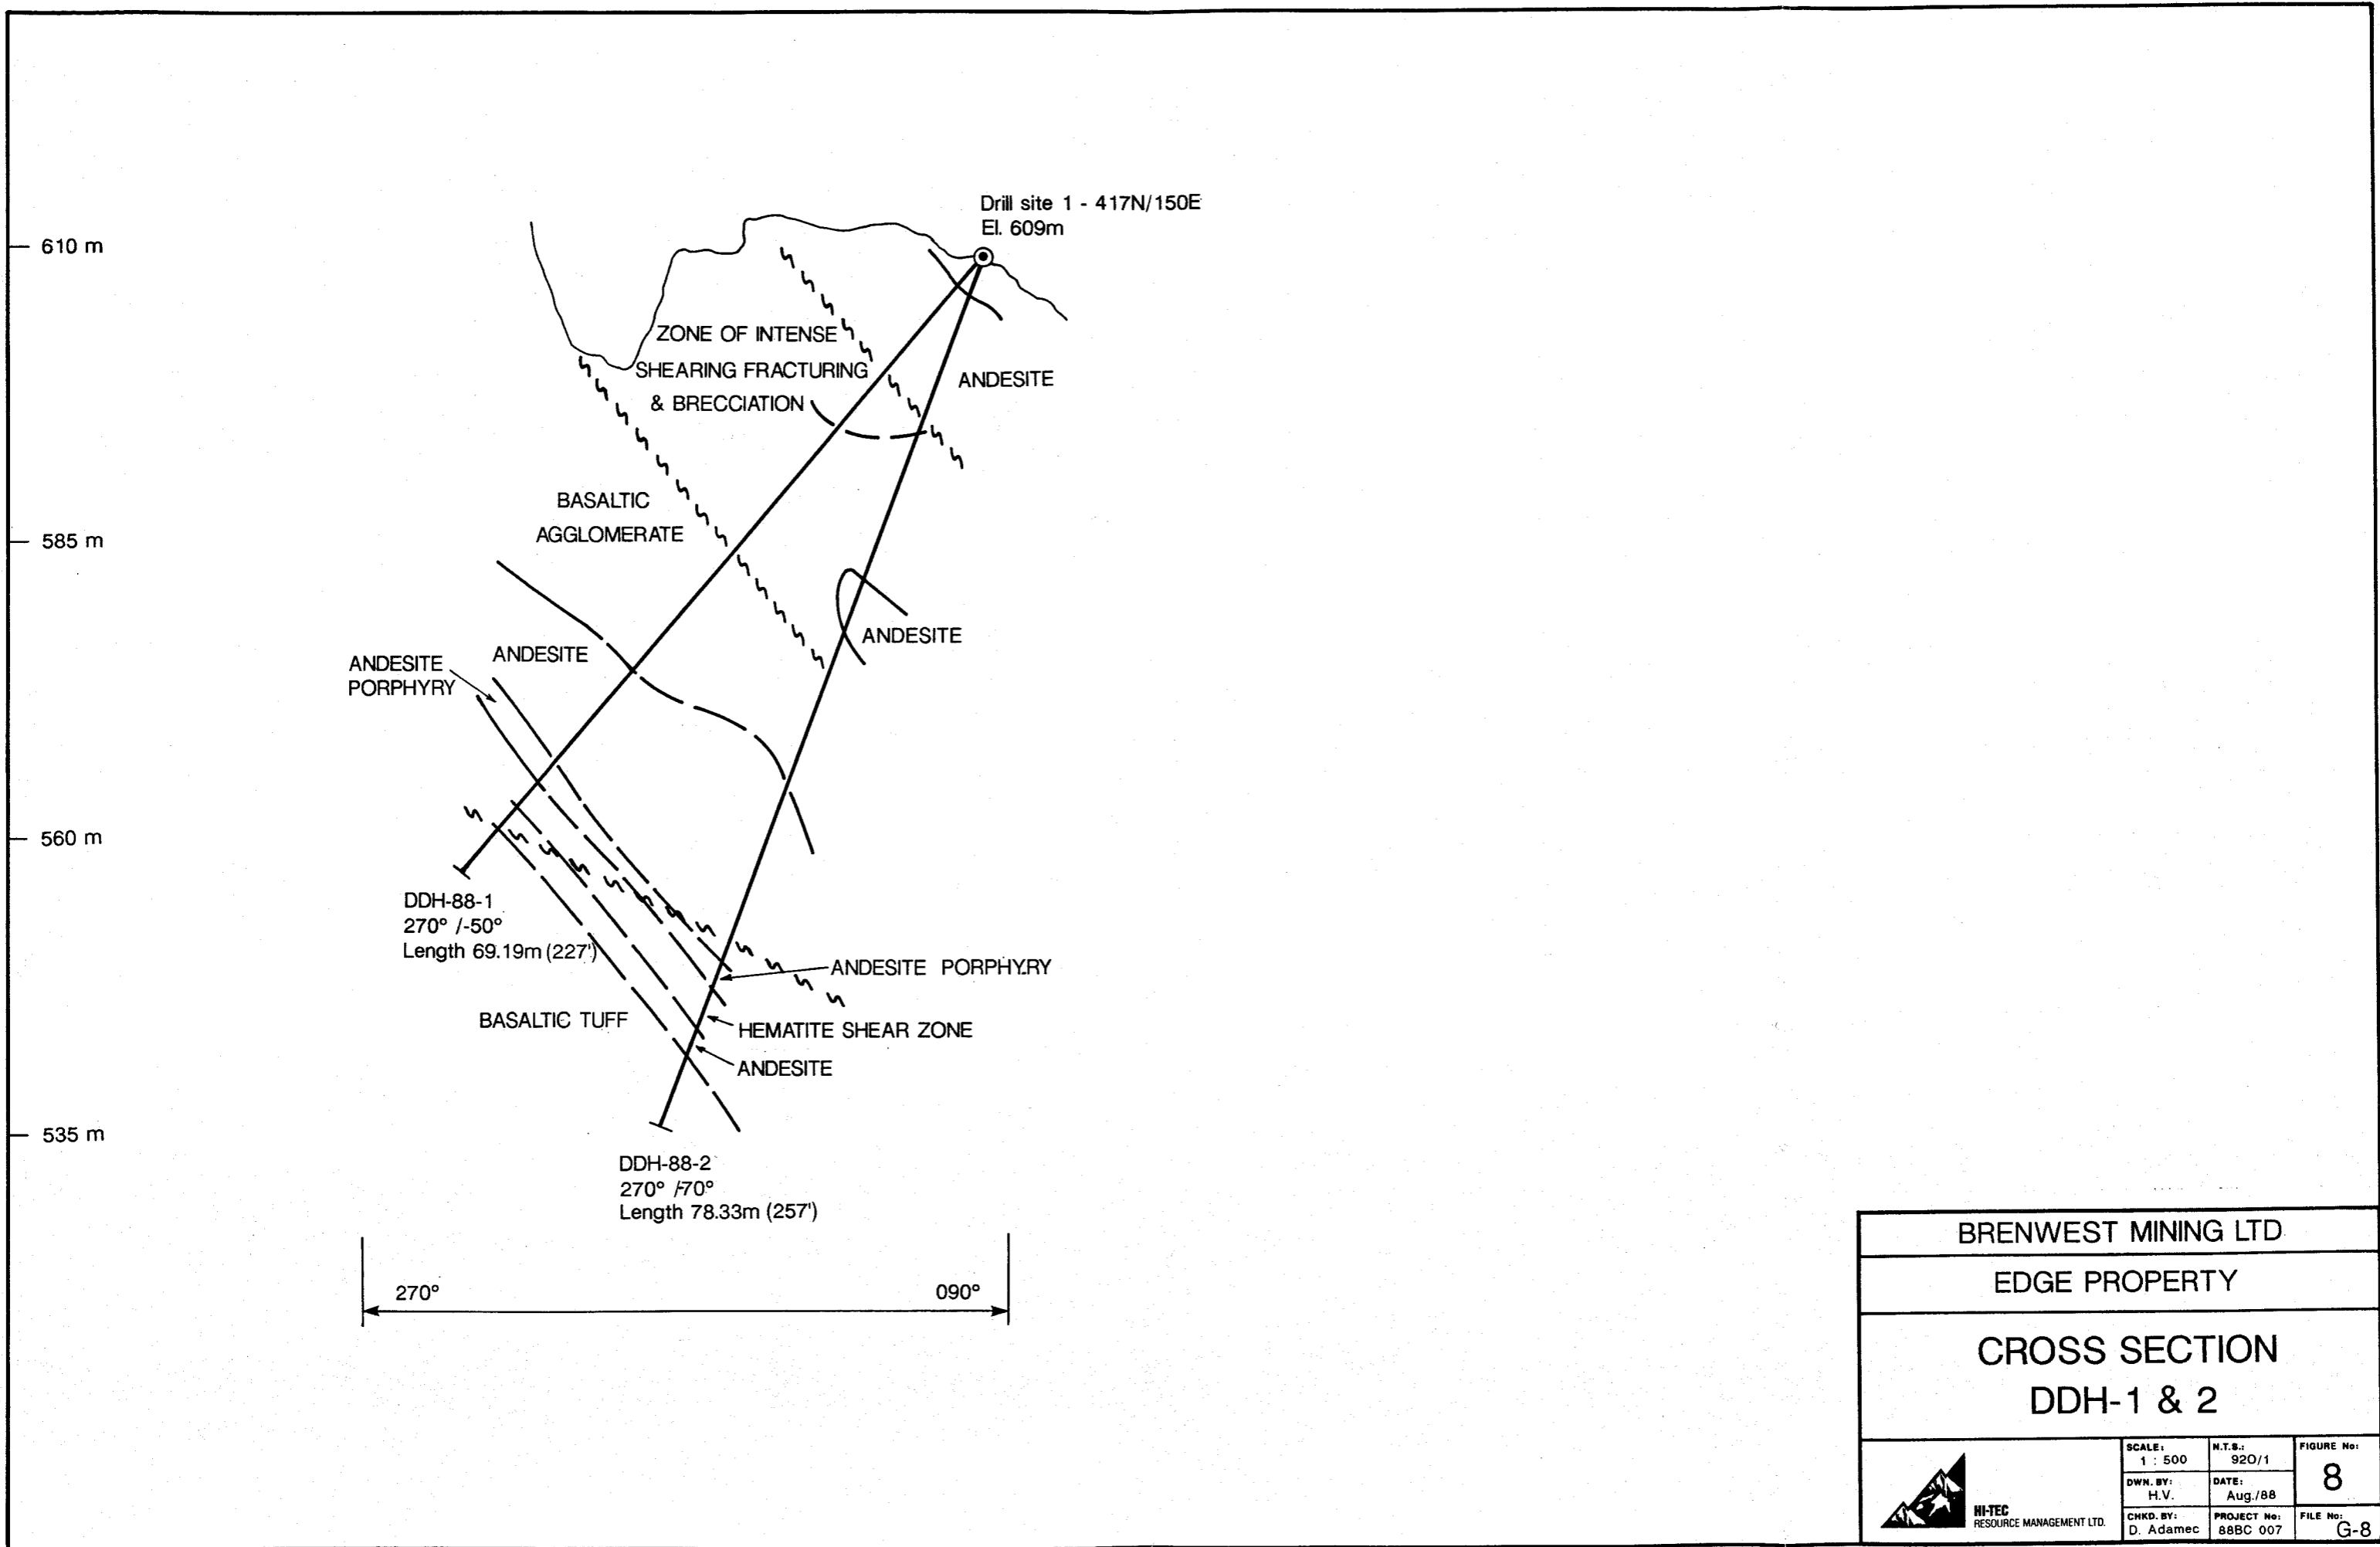 Drill site 1 - 417N/150E
El. 609m
610 m
ZONE OF INTENSE
SHEARING FRACTURING
& BRECCIATION
ANDESITE
BASALTIC
AGGLOMERATE
585 m
ANDESITE
ANDESITE
ANDESITE
PORPHYRY
560 m
DDH-88-1
270° /-50°
Length 69.19m (227')
ANDESITE PORPHYRY
BASALTIC TUFF
HEMATITE SHEAR ZONE
ANDESITE
535 m
DDH-88-2
270° /-70°
Length 78.33m (257')
270°
090°
BRENWEST MINING LTD
EDGE PROPERTY
CROSS SECTION
DDH-1 & 2
HI-TEC
RESOURCE MANAGEMENT LTD.
SCALE:
1 : 500
N.T.S.:
920/1
FIGURE No:
8
DWN. BY:
H.V.
DATE:
Aug./88
CHKD. BY:
D. Adamec
PROJECT No:
88BC 007
FILE No:
G-8